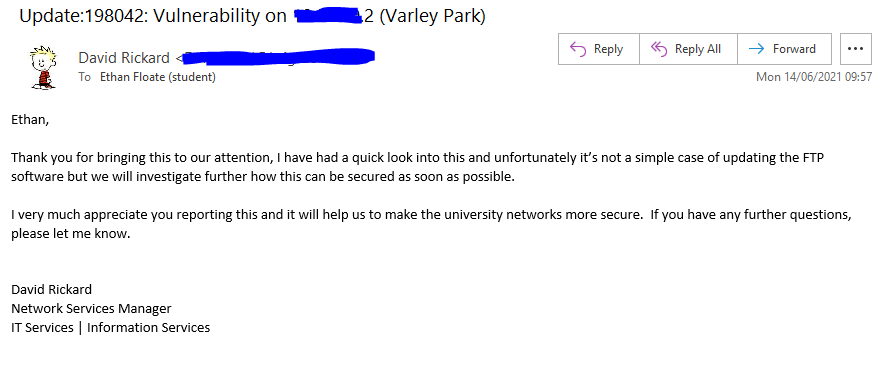 Update:198042: Vulnerability on .2 (Varley Park)
David Rickard <
Reply
Reply All
Forward
To Ethan Floate (student)
Mon 14/06/2021 09:57
Ethan,
Thank you for bringing this to our attention, I have had a quick look into this and unfortunately it's not a simple case of updating the FTP
software but we will investigate further how this can be secured as soon as possible.
I very much appreciate you reporting this and it will help us to make the university networks more secure.  If you have any further questions,
please let me know.
David Rickard
Network Services Manager
IT Services | Information Services